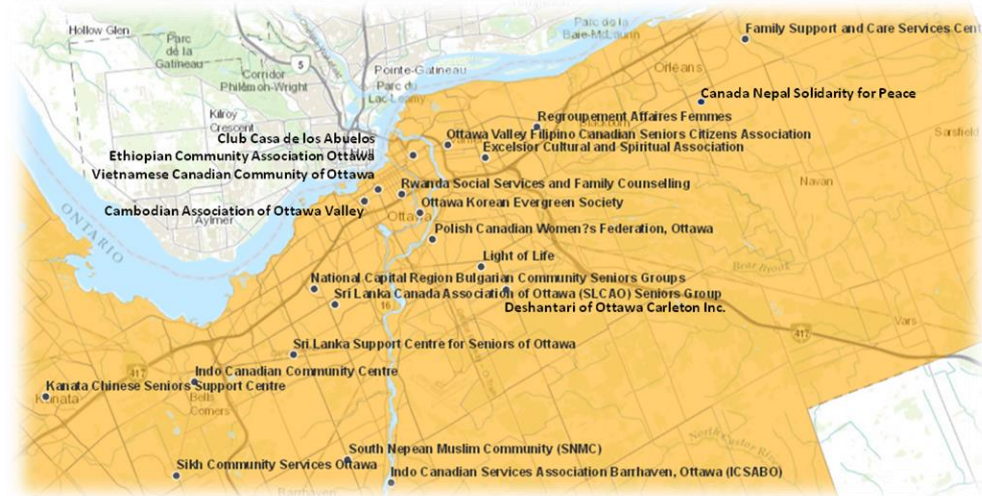 Hollow Glen
Parc de la Gatineau
5
Corridor Philémon-Wright
Pointe-Gatineau
Parc du Lac-Leamy
Parc de la Baie-McLaurin
Family Support and Care Services Cent
Orléans
Canada Nepal Solidarity for Peace
Kilroy Crescent
Regroupement Affaires Femmes
Club Casa de los Abuelos
Ottawa Valley Filipino Canadian Seniors Citizens Association
Sarsfield
Excelsior Cultural and Spiritual Association
Ethiopian Community Association Ottawa
Hull
Vietnamese Canadian Community of Ottawa
Rwanda Social Services and Family Counselling
Navan
Ottawa Korean Evergreen Society
Cambodian Association of Ottawa Valley
Ottawa
Aylmer
ONTARIO
Polish Canadian Women?s Federation, Ottawa
Light of Life
Bear Brook
National Capital Region Bulgarian Community Seniors Groups
Sri Lanka Canada Association of Ottawa (SLCAO) Seniors Group
16
Deshantari of Ottawa Carleton Inc.
Vars
417
Sri Lanka Support Centre for Seniors of Ottawa
417
Indo Canadian Community Centre
Kanata Chinese Seniors Support Centre
Kanata
Bells Corners
North Castor River
South Nepean Muslim Community (SNMC)
Sikh Community Services Ottawa
Indo Canadian Services Association Barrhaven, Ottawa (ICSABO)
Barrhaven